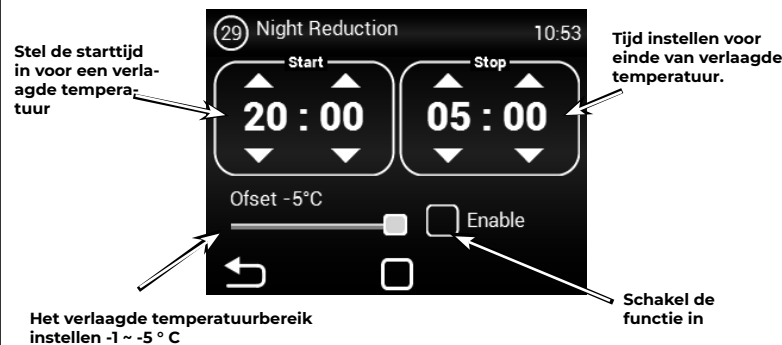 29 Night Reduction 10:53
Stel de starttijd
in voor een verla-
agde tempera-
tuur
Start
20 : 00
Stop
05 : 00
Tijd instellen voor
einde van verlaagde
temperatuur.
Ofset -5°C
Enable
Het verlaagde temperatuurbereik
instellen -1 ~ -5 ° C
Schakel de
functie in